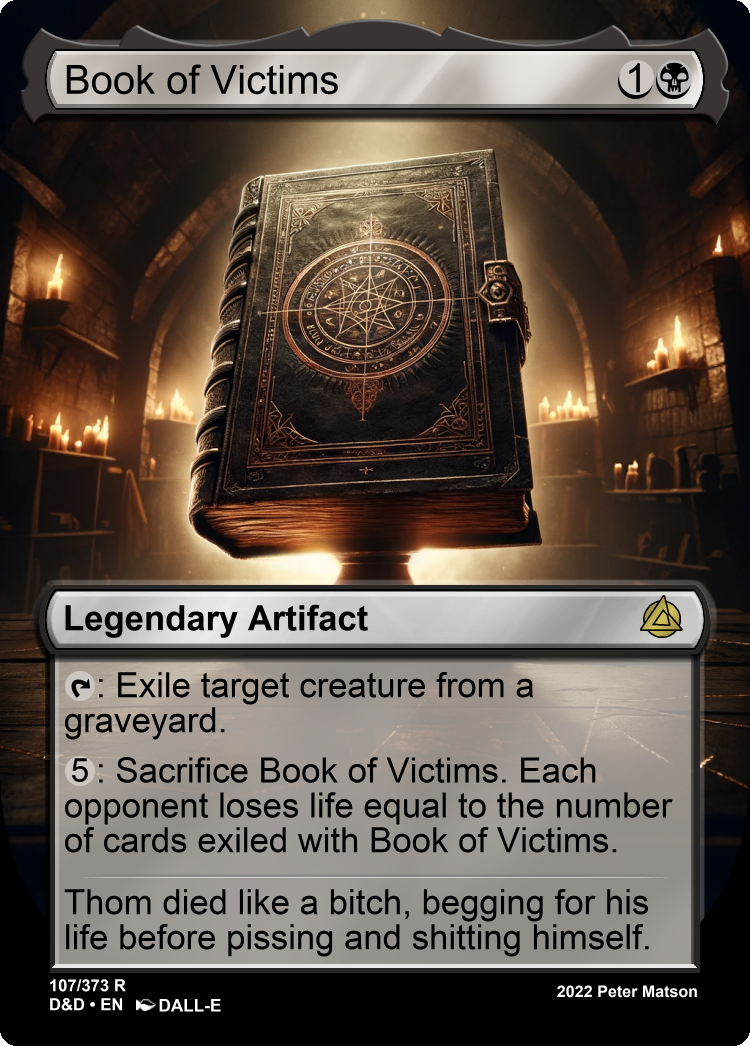 Book of Victims 1
Legendary Artifact
: Exile target creature from a
graveyard.
5: Sacrifice Book of Victims. Each
opponent loses life equal to the number
of cards exiled with Book of Victims.
Thom died like a bitch, begging for his
life before pissing and shitting himself.
107/373 R
D&D • EN DALL-E
2022 Peter Matson